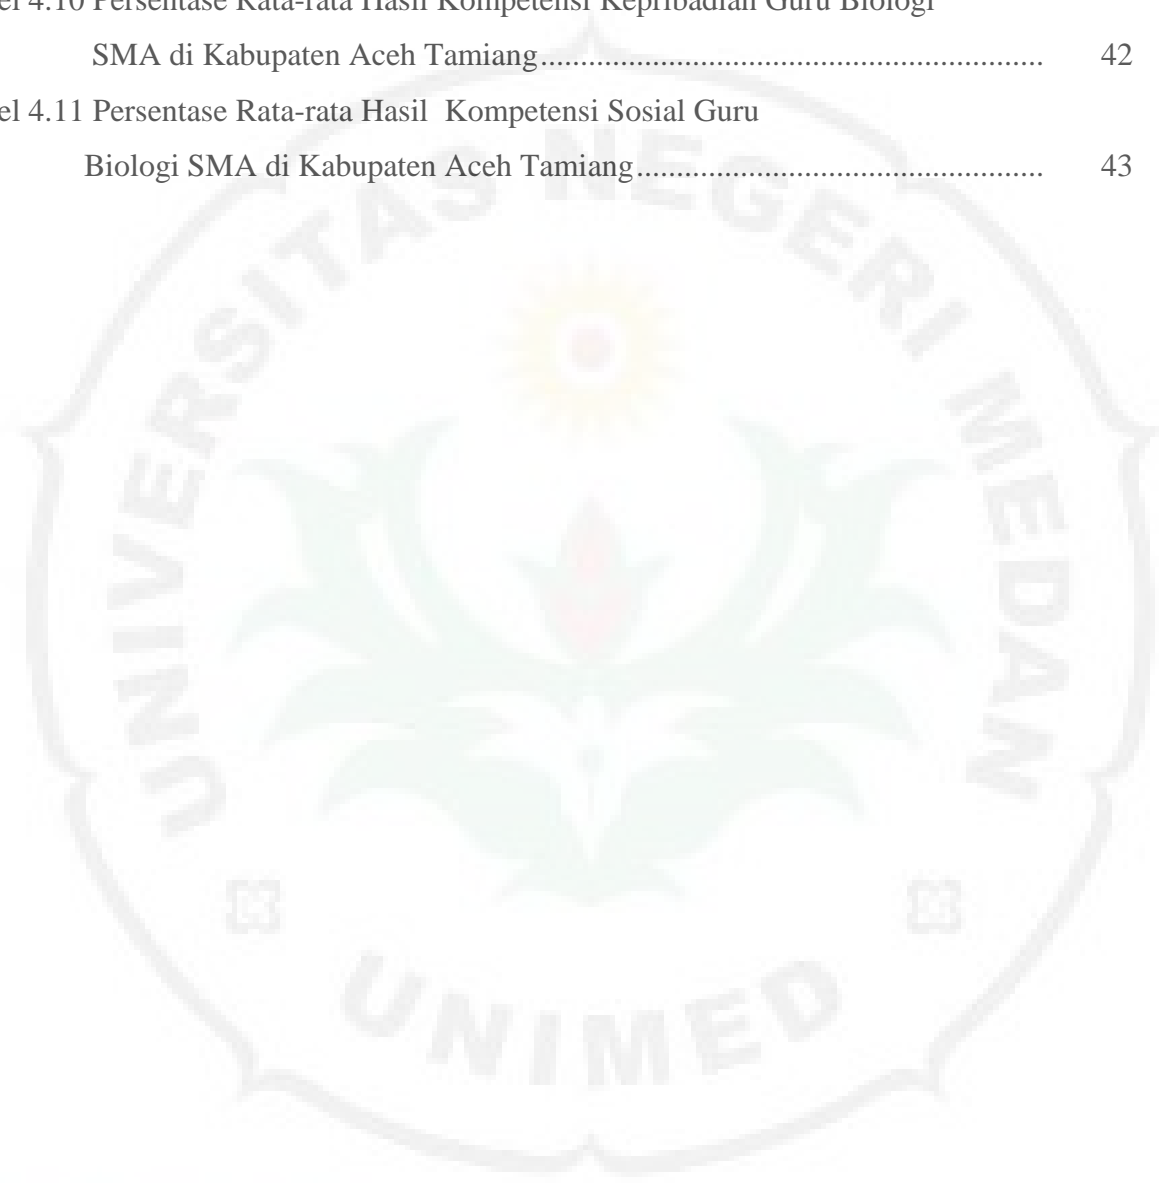 el 4.10 Persentase Rata-rata Hasil Kompetensi Kepribadian Guru Biologi
SMA di Kabupaten Aceh Tamiang.............................................................. 42
el 4.11 Persentase Rata-rata Hasil  Kompetensi Sosial Guru
Biologi SMA di Kabupaten Aceh Tamiang.................................................. 43
UNIVERSITAS NEGERI MEDAN
UNIMED